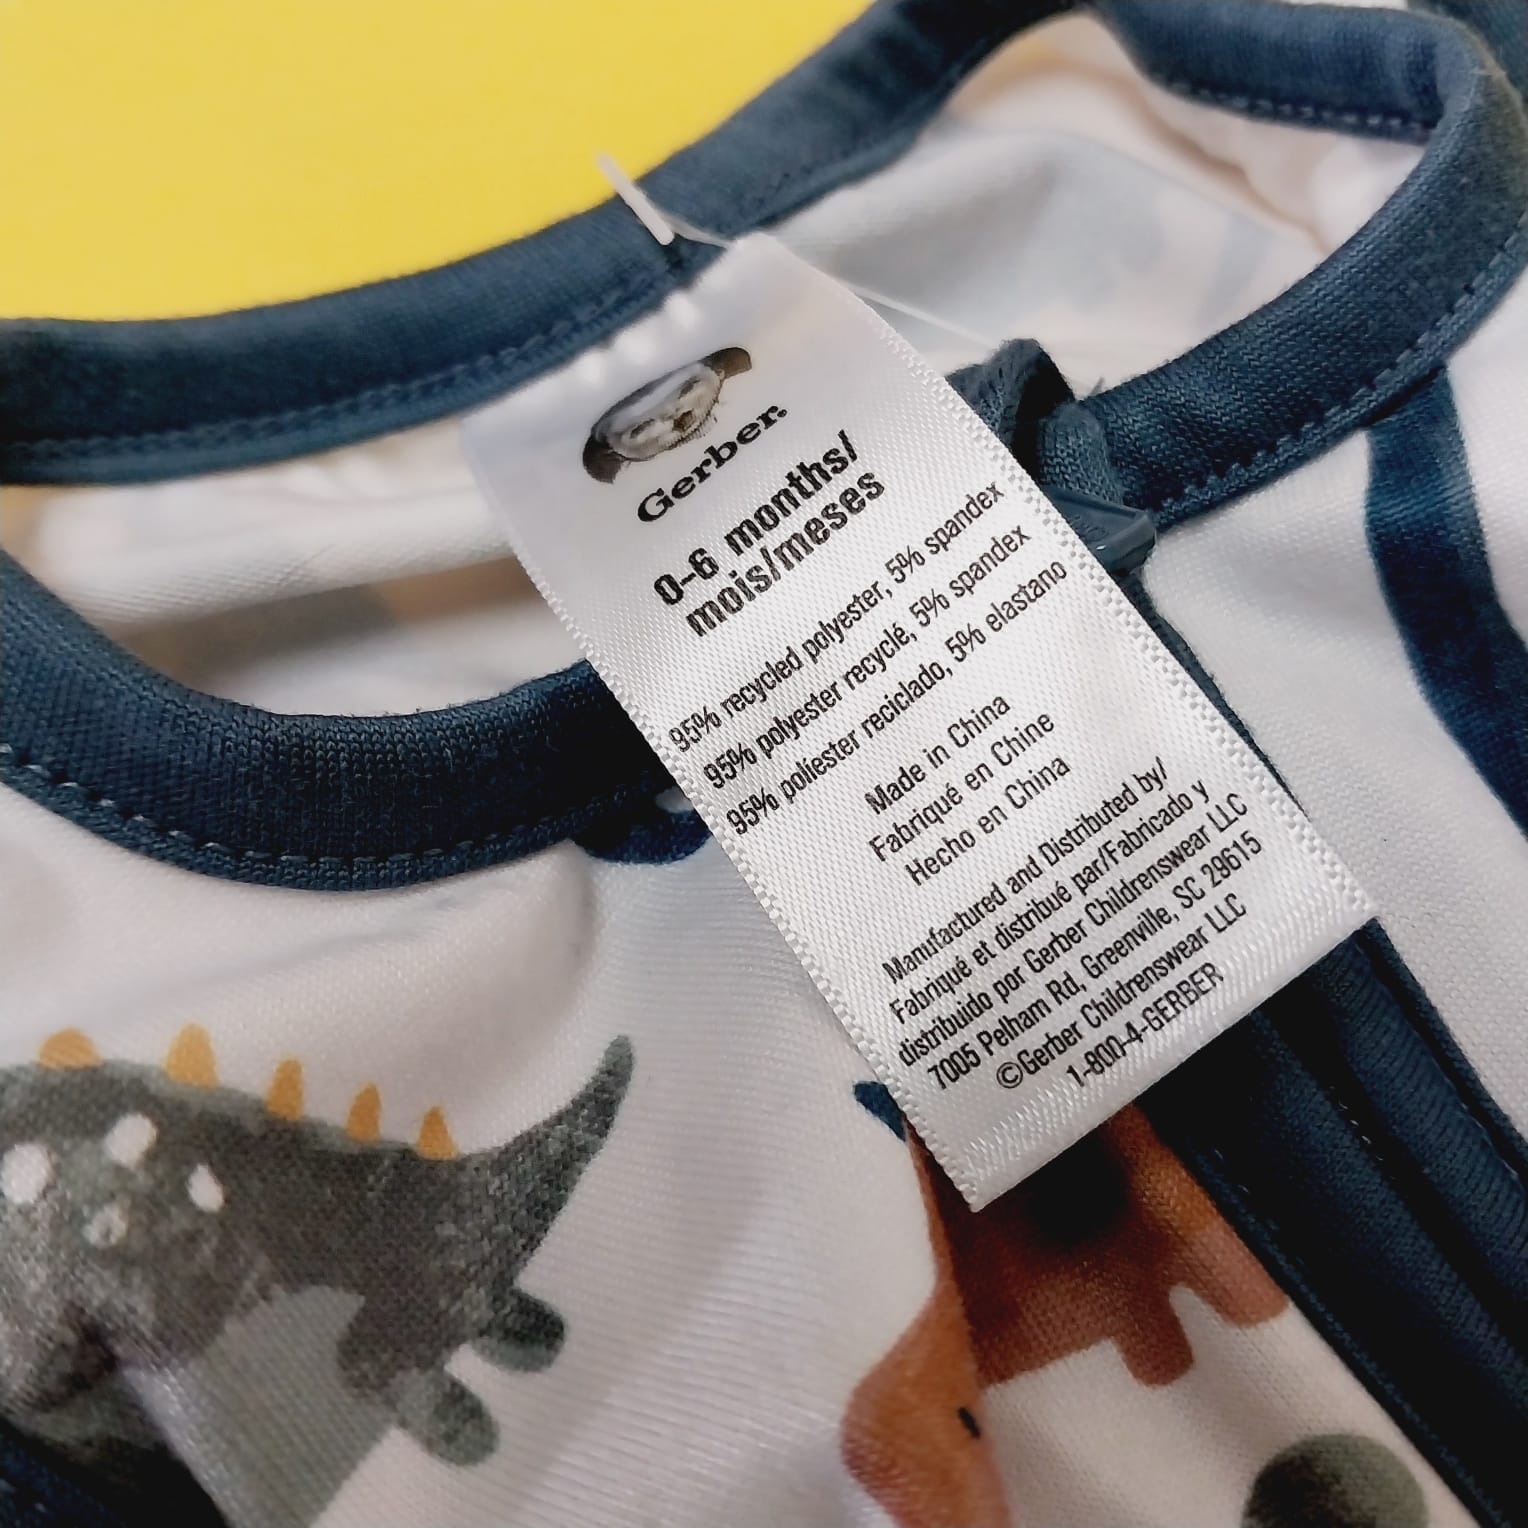 Gerber.
0-6 months/
mois/meses
95% recycled polyester, 5% spandex
95% polyester recyclé, 5% spandex
95% poliester reciclado, 5% elastano
Made in China
Fabriqué en Chine
Hecho en China
Manufactured and Distributed by/
Fabriqué et distribué par/Fabricado y
distribuido por Gerber Childrenswear LLC
7005 Pelham Rd, Greenville, SC 29615
©Gerber Childrenswear LLC
1-800-4-GERBER